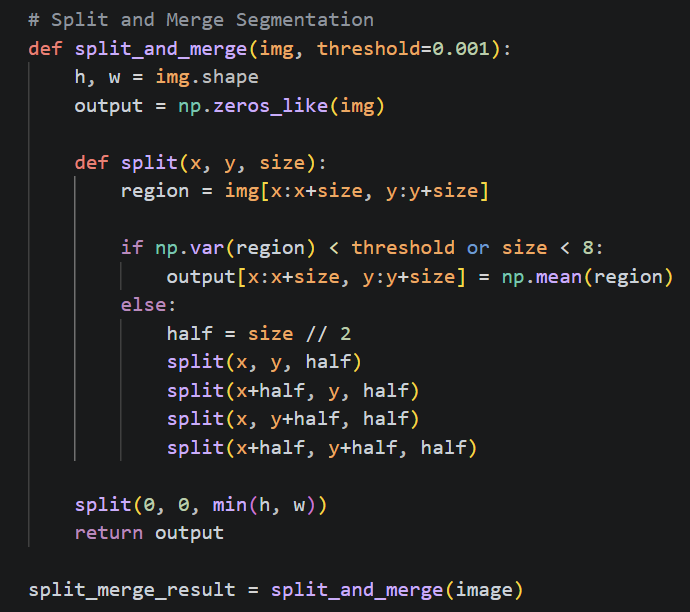 # Split and Merge Segmentation
def split_and_merge(img, threshold=0.001):
    h, w = img.shape
    output = np.zeros_like(img)

    def split(x, y, size):
        region = img[x:x+size, y:y+size]

        if np.var(region) < threshold or size < 8:
            output[x:x+size, y:y+size] = np.mean(region)
        else:
            half = size // 2
            split(x, y, half)
            split(x+half, y, half)
            split(x, y+half, half)
            split(x+half, y+half, half)

    split(0, 0, min(h, w))
    return output

split_merge_result = split_and_merge(image)